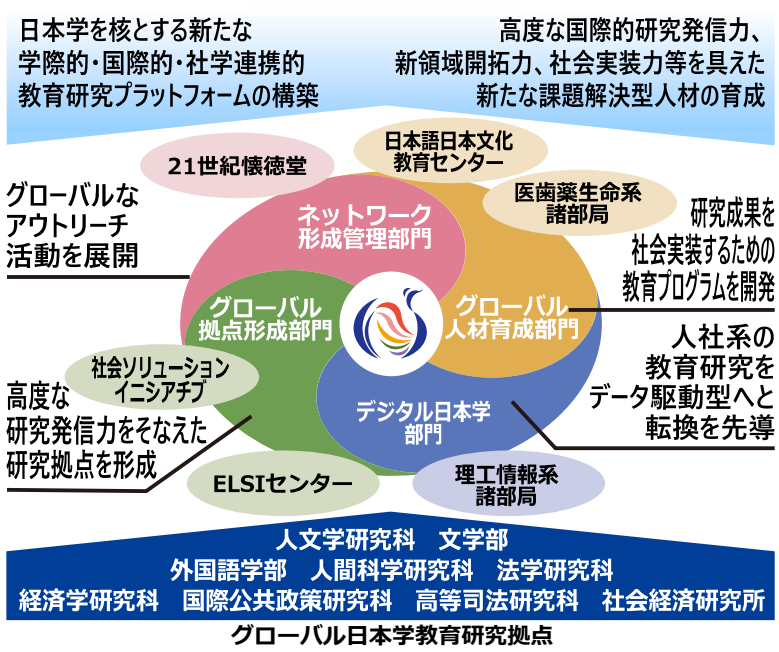 日本学を核とする新たな
学際的・国際的・社学連携的
教育研究プラットフォームの構築
高度な国際的研究発信力、
新領域開拓力、社会実装力等を具えた
新たな課題解決型人材の育成
21世紀懐徳堂
日本語日本文化
教育センター
医歯薬生命系
諸部局
グローバルな
アウトリーチ
活動を展開
ネットワーク
形成管理部門
研究成果を
社会実装するための
教育プログラムを開発
グローバル
拠点形成部門
グローバル
人材育成部門
社会ソリューション
イニシアチブ
人社系の
教育研究を
データ駆動型へと
転換を先導
高度な
研究発信力をそなえた
研究拠点を形成
デジタル日本学
部門
ELSIセンター
理工情報系
諸部局
人文学研究科 文学部
外国語学部 人間科学研究科 法学研究科
経済学研究科 国際公共政策研究科 高等司法研究科 社会経済研究所
グローバル日本学教育研究拠点